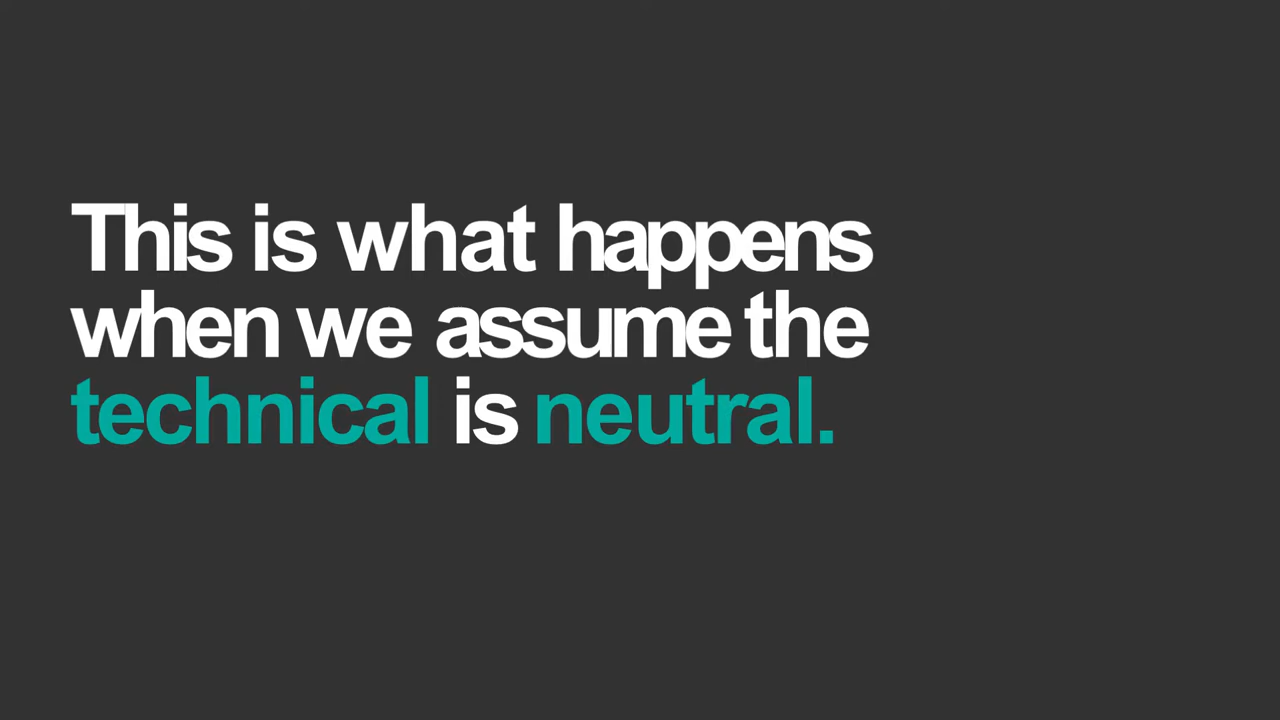 This is what happens
when we assume the
technical is neutral.